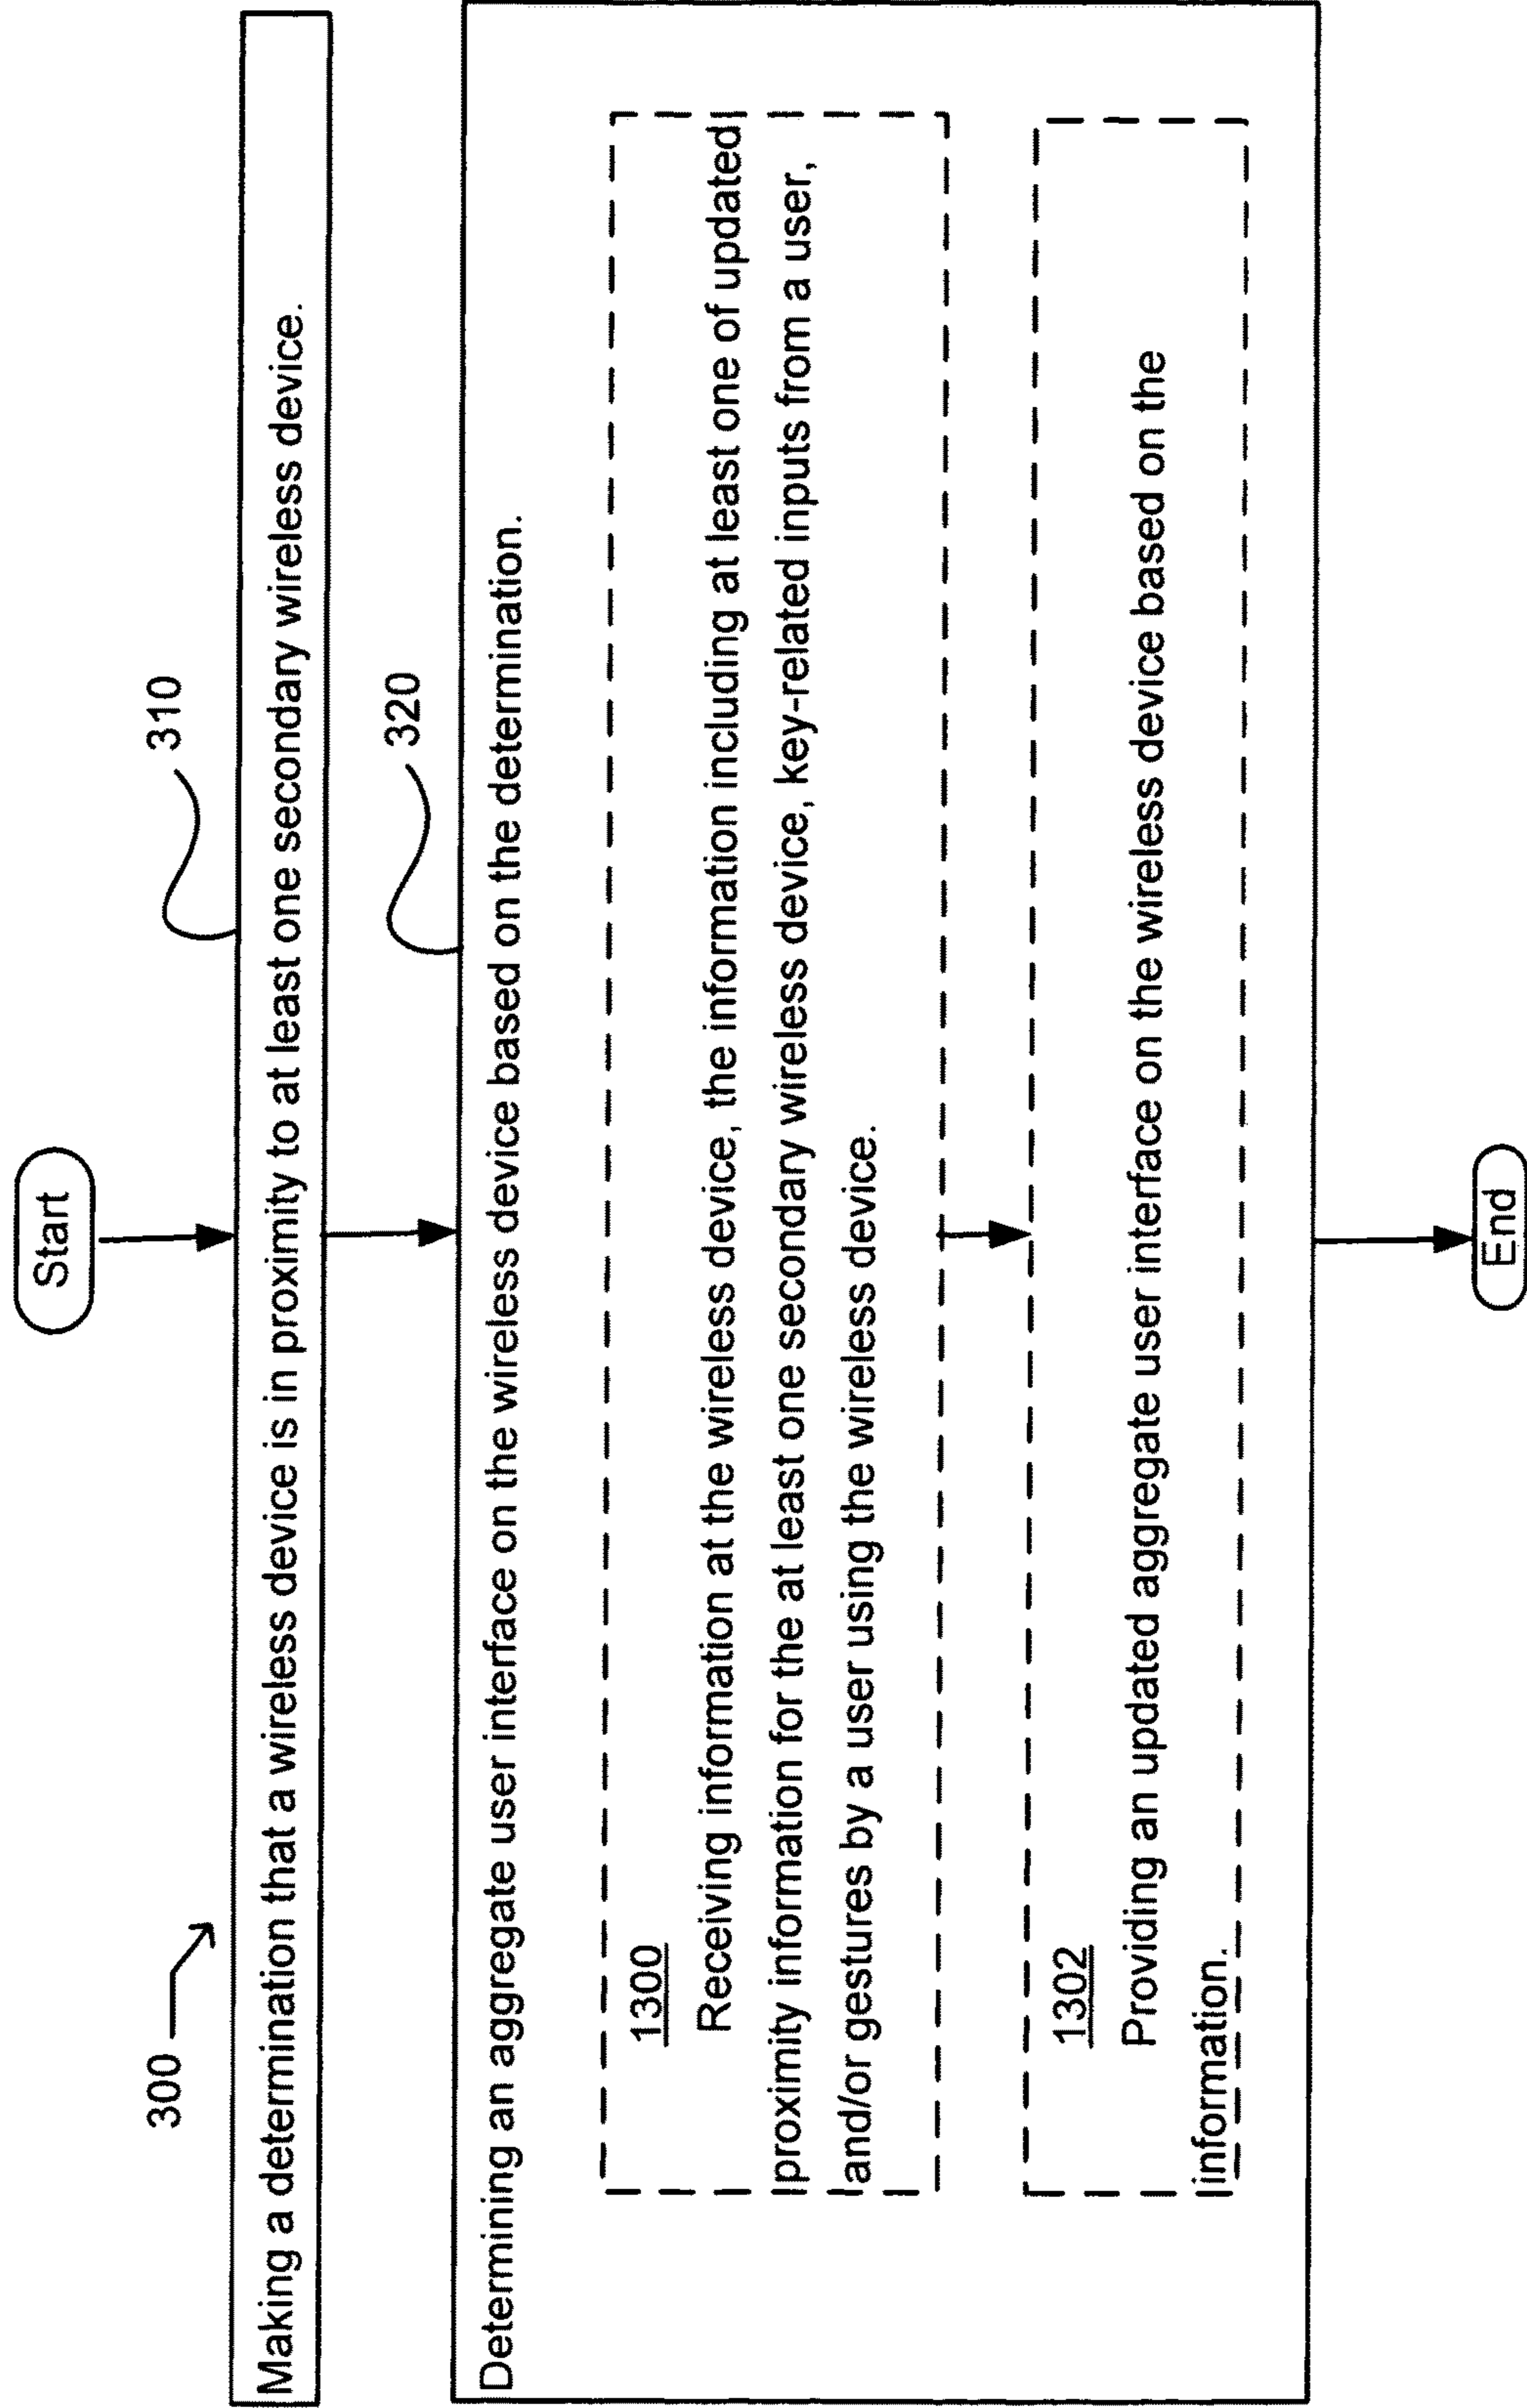 Start
300
310
Making a determination that a wireless device is in proximity to at least one secondary wireless device.
320
Determining an aggregate user interface on the wireless device based on the determination.
1300
Receiving information at the wireless device, the information including at least one of updated
proximity information for the at least one secondary wireless device, key-related inputs from a user,
and/or gestures by a user using the wireless device.
1302
Providing an updated aggregate user interface on the wireless device based on the
information.
End